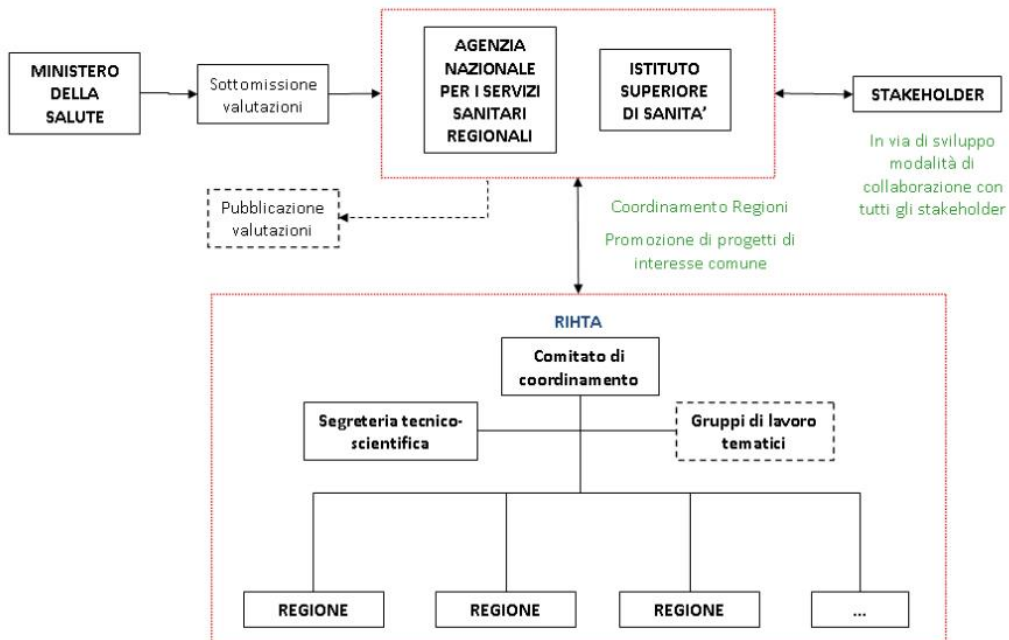 MINISTERO
DELLA
SALUTE
Sottomissione
valutazioni
AGENZIA
NAZIONALE
PER I SERVIZI
SANITARI
REGIONALI
ISTITUTO
SUPERIORE
DI SANITA’
STAKEHOLDER
In via di sviluppo
modalità di
collaborazione con
tutti gli stakeholder
Pubblicazione
valutazioni
Coordinamento Regioni
Promozione di progetti di
interesse comune
RIHTA
Comitato di
coordinamento
Segreteria tecnico-
scientifica
Gruppi di lavoro
tematici
REGIONE
REGIONE
REGIONE
...